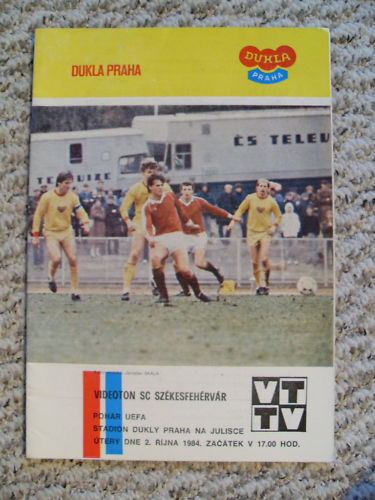 DUKLA PRAHA
DUKLA
PRAHA
ČS TELEV
TELEVIZE
VIDEOTON SC SZÉKESFEHÉRVÁR
POHÁR UEFA
STADION DUKLY PRAHA NA JULISCE
ÚTERÝ DNE 2. ŘÍJNA 1984. ZAČÁTEK V 17.00 HOD.
VT
TV